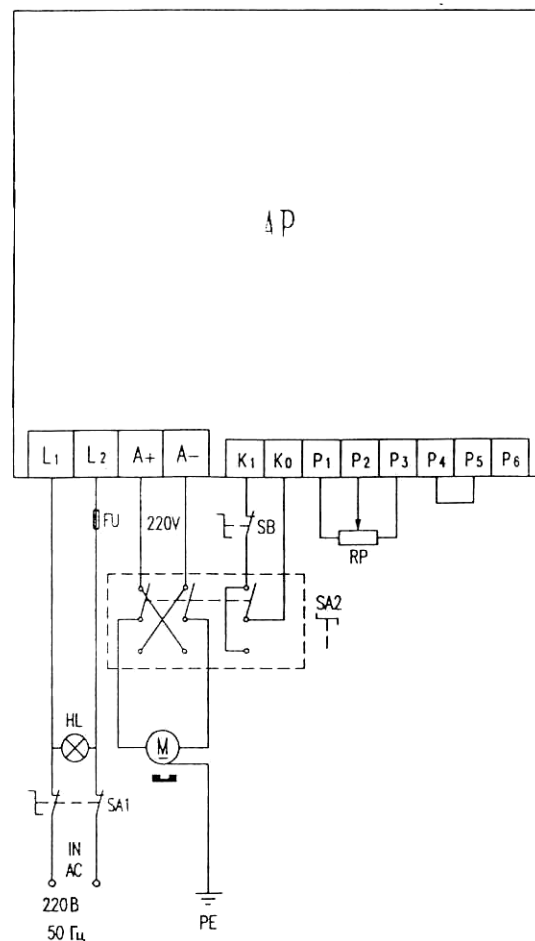 AP
L1 L2 A+ A- K1 K0 P1 P2 P3 P4 P5 P6
FU 220V SB
RP
SA2
HL
M
SA1
IN
AC
220В
50 Гц
PE